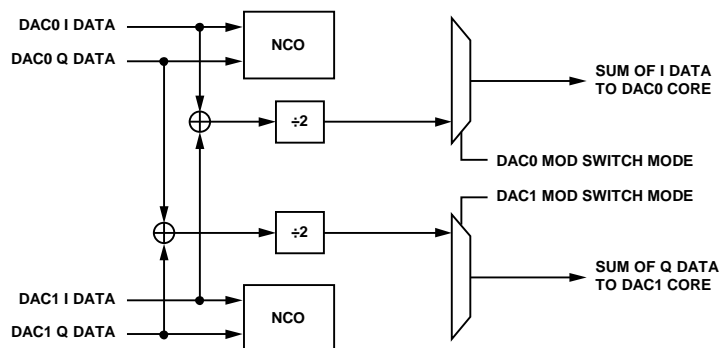 DAC0 I DATA
DAC0 Q DATA
NCO
÷2
SUM OF I DATA
TO DAC0 CORE
DAC0 MOD SWITCH MODE
DAC1 MOD SWITCH MODE
÷2
SUM OF Q DATA
TO DAC1 CORE
DAC1 I DATA
DAC1 Q DATA
NCO